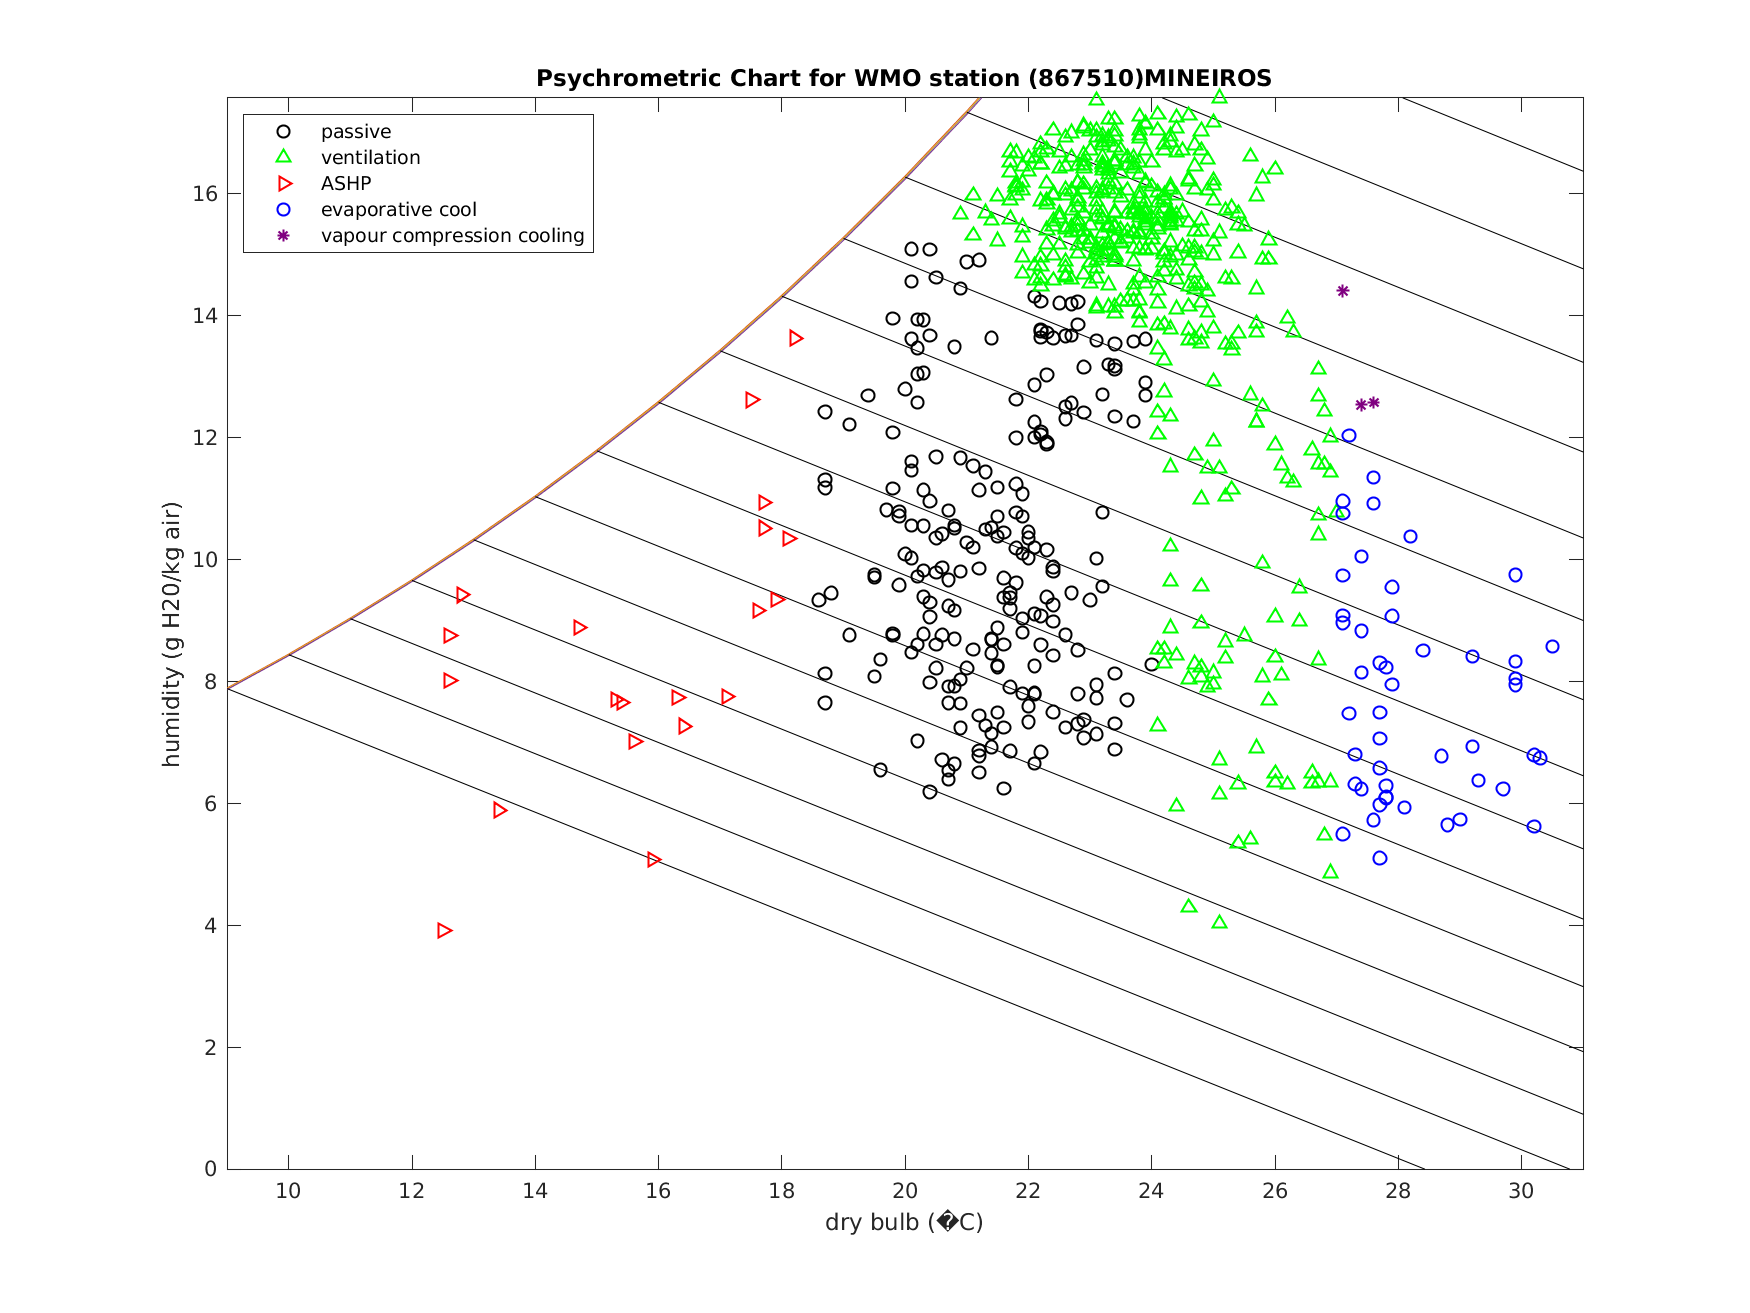 Psychrometric Chart for WMO station (867510)MINEIROS
passive
ventilation
ASHP
evaporative cool
vapour compression cooling
humidity (g H20/kg air)
16
14
12
10
8
6
4
2
0
10 12 14 16 18 20 22 24 26 28 30
dry bulb (�C)